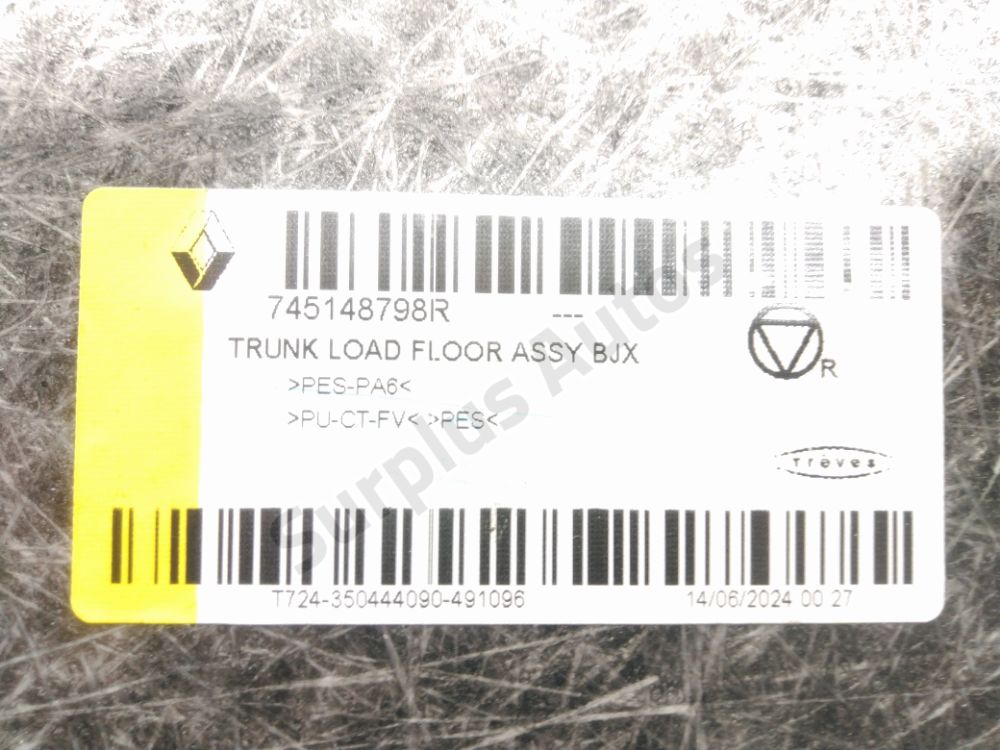 745148798R ---
TRUNK LOAD FLOOR ASSY BJX
R
>PES-PA6<
>PU-CT-FV< >PES<
Trèves
T724-350444090-491096 14/06/2024 00 27
Surplus Autos